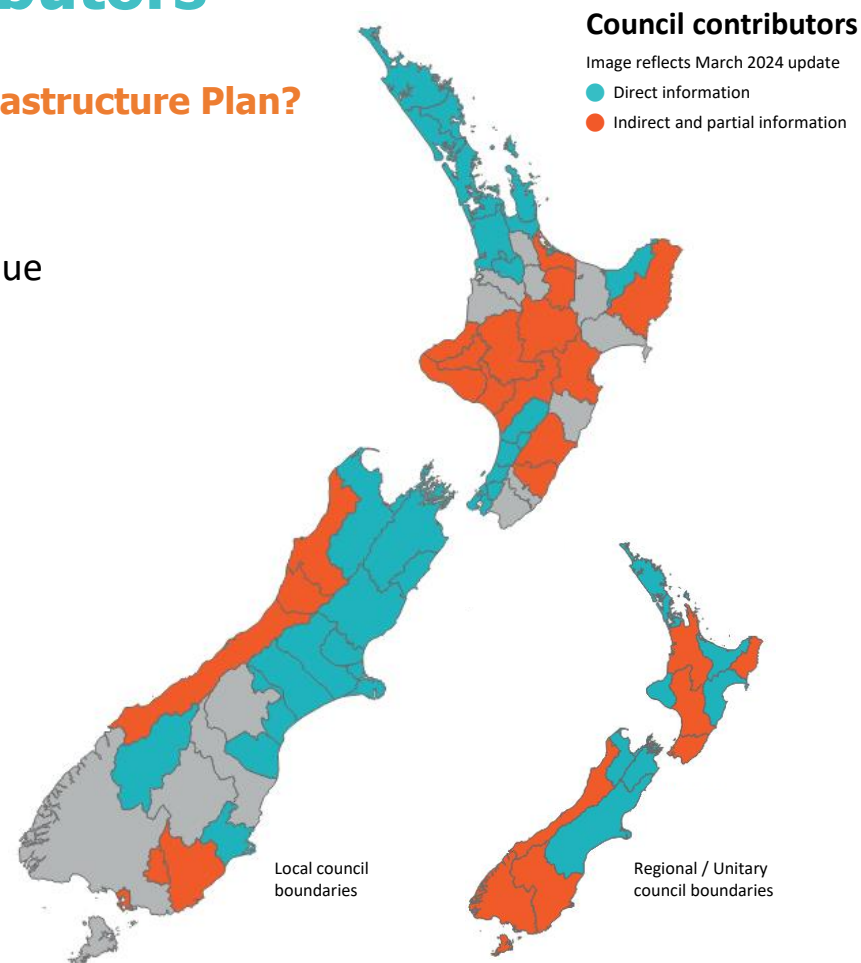 butors
astructure Plan?
ue
Council contributors
Image reflects March 2024 update
Direct information
Indirect and partial information
Local council
boundaries
Regional / Unitary
council boundaries